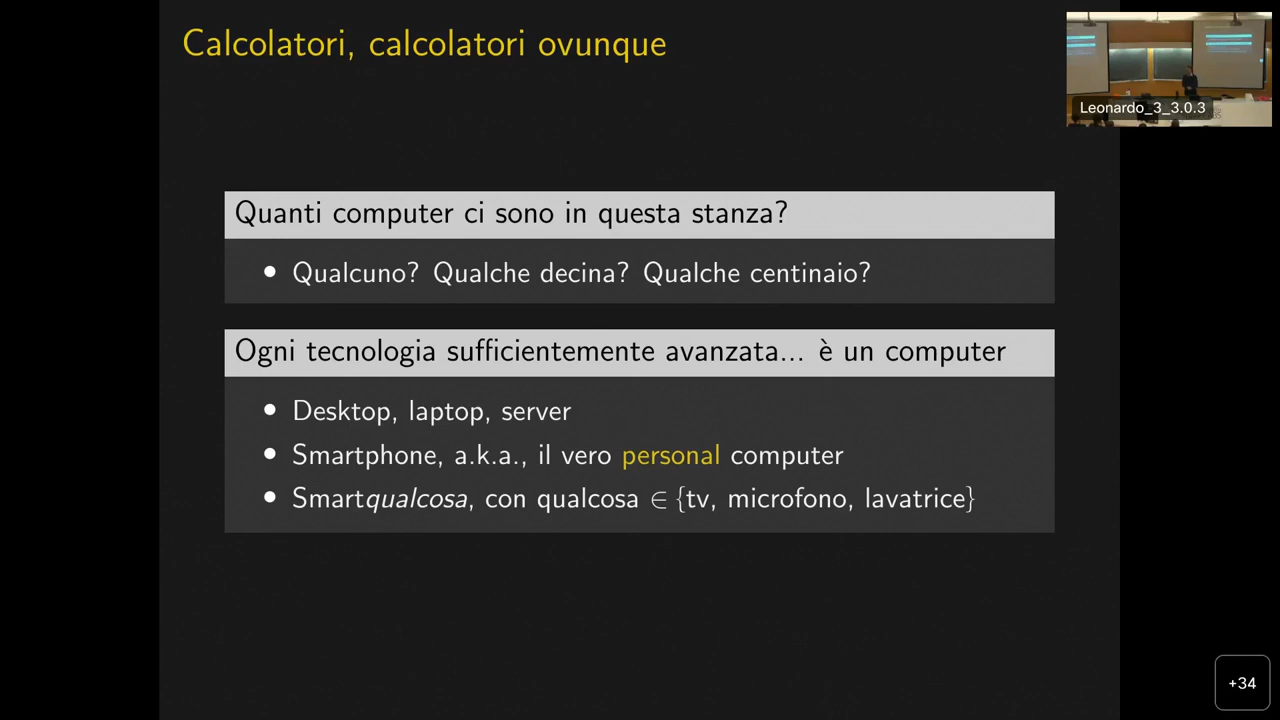 Calcolatori, calcolatori ovunque
Leonardo_3_3.0.3
Quanti computer ci sono in questa stanza?
• Qualcuno? Qualche decina? Qualche centinaio?
Ogni tecnologia sufficientemente avanzata... è un computer
• Desktop, laptop, server
• Smartphone, a.k.a., il vero personal computer
• Smartqualcosa, con qualcosa ∈ {tv, microfono, lavatrice}
+34